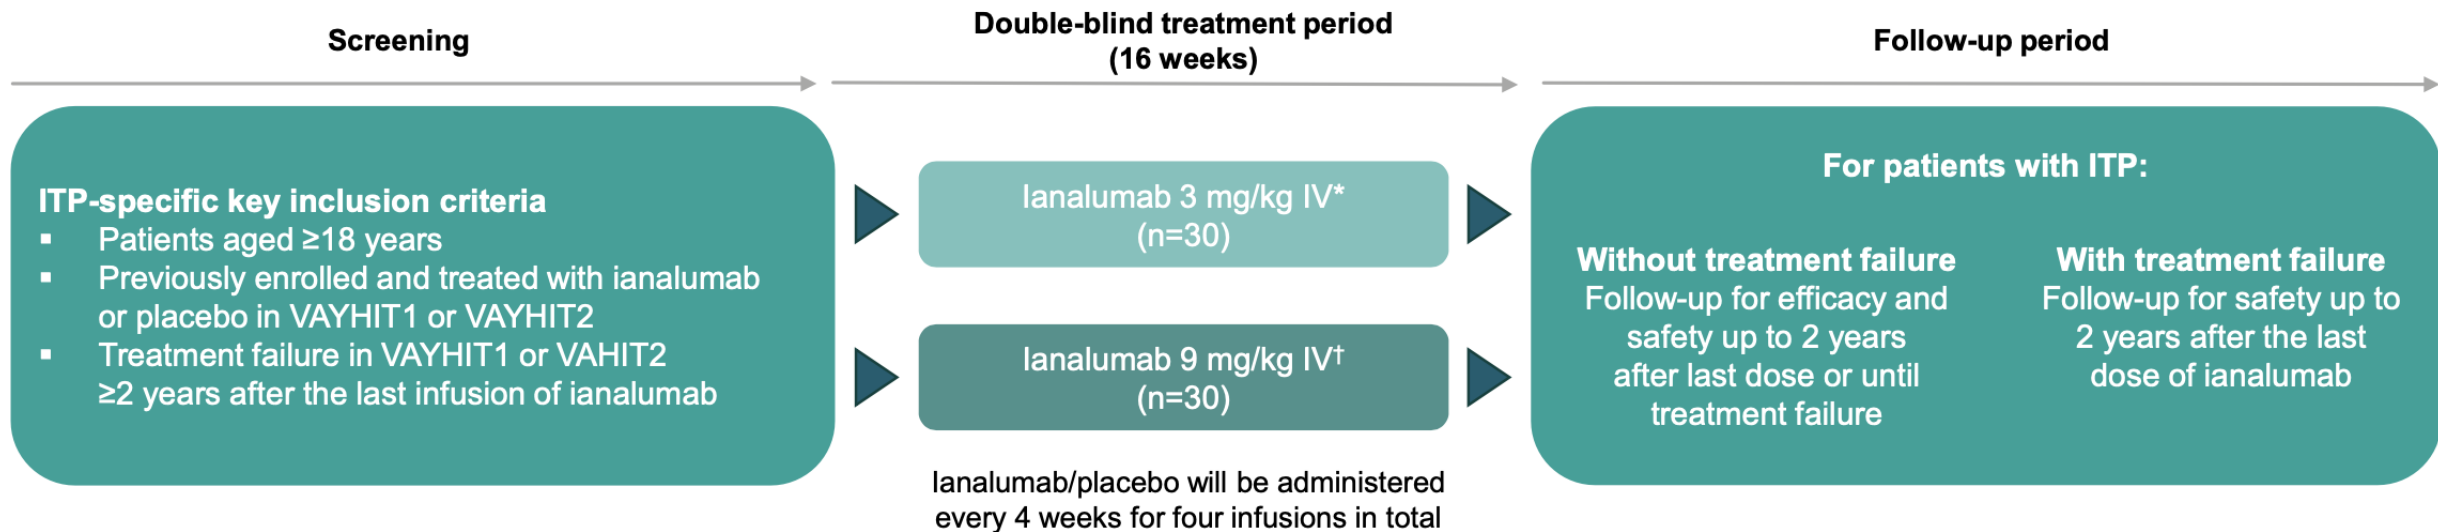 Screening
Double-blind treatment period
(16 weeks)
Follow-up period
ITP-specific key inclusion criteria
▪ Patients aged ≥18 years
▪ Previously enrolled and treated with ianalumab
or placebo in VAYHIT1 or VAYHIT2
▪ Treatment failure in VAYHIT1 or VAHIT2
≥2 years after the last infusion of ianalumab
Ianalumab 3 mg/kg IV*
(n=30)
Ianalumab 9 mg/kg IV†
(n=30)
Ianalumab/placebo will be administered
every 4 weeks for four infusions in total
For patients with ITP:
Without treatment failure
Follow-up for efficacy and
safety up to 2 years
after last dose or until
treatment failure
With treatment failure
Follow-up for safety up to
2 years after the last
dose of ianalumab